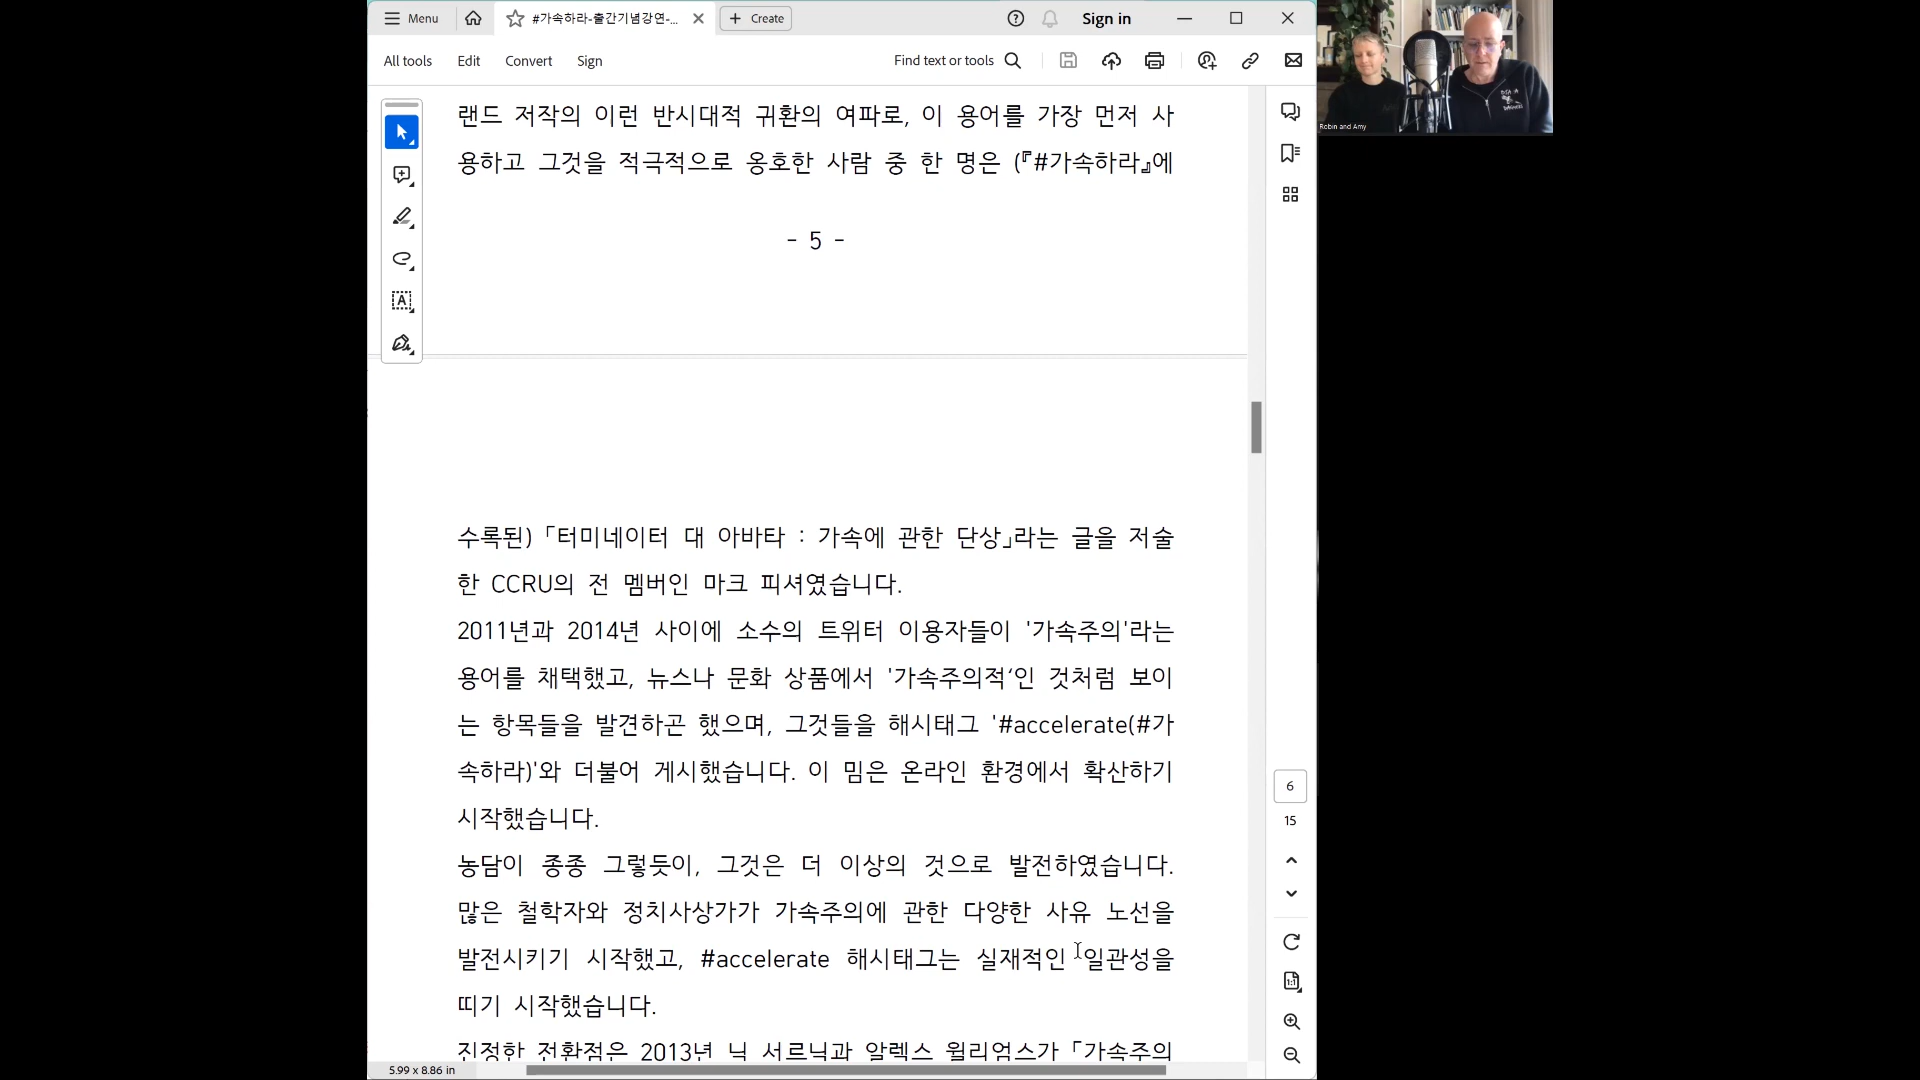 Menu
#가속하라-출간기념강연-...
Create
Sign in
All tools
Edit
Convert
Sign
Find text or tools
랜드 저작의 이런 반시대적 귀환의 여파로, 이 용어를 가장 먼저 사
용하고 그것을 적극적으로 옹호한 사람 중 한 명은 (『#가속하라』에
- 5 -
수록된) 「터미네이터 대 아바타 : 가속에 관한 단상」라는 글을 저술
한 CCRU의 전 멤버인 마크 피셔였습니다.
2011년과 2014년 사이에 소수의 트위터 이용자들이 '가속주의'라는
용어를 채택했고, 뉴스나 문화 상품에서 '가속주의적‘인 것처럼 보이
는 항목들을 발견하곤 했으며, 그것들을 해시태그 '#accelerate(#가
속하라)'와 더불어 게시했습니다. 이 밈은 온라인 환경에서 확산하기
시작했습니다.
농담이 종종 그렇듯이, 그것은 더 이상의 것으로 발전하였습니다.
많은 철학자와 정치사상가가 가속주의에 관한 다양한 사유 노선을
발전시키기 시작했고, #accelerate 해시태그는 실재적인 일관성을
띠기 시작했습니다.
진정한 전환점은 2013년 닉 서르닉과 알렉스 윌리엄스가 「가속주의
6
15
5.99 x 8.86 in
Robin and Amy